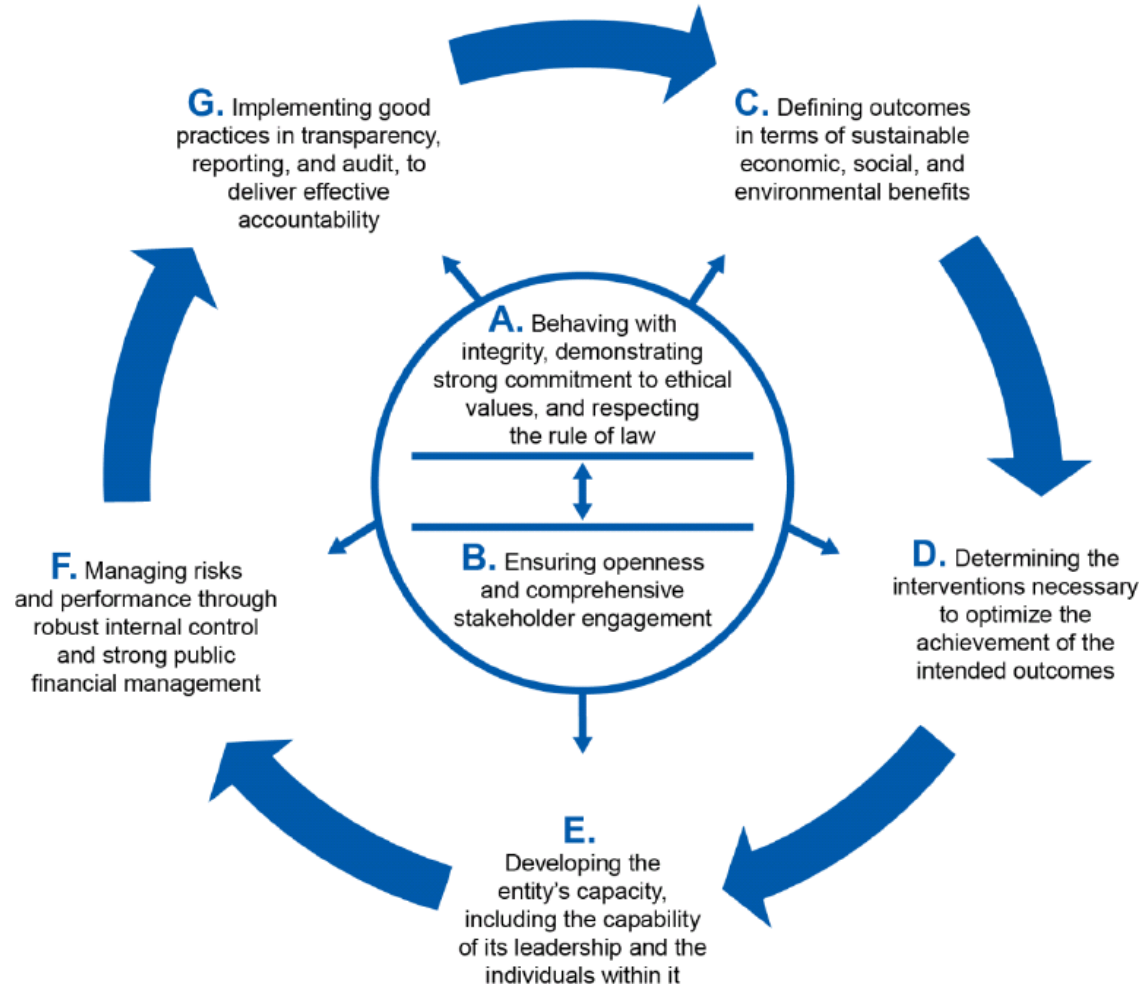 G. Implementing good
practices in transparency,
reporting, and audit, to
deliver effective
accountability
C. Defining outcomes
in terms of sustainable
economic, social, and
environmental benefits
A. Behaving with
integrity, demonstrating
strong commitment to ethical
values, and respecting
the rule of law
B. Ensuring openness
and comprehensive
stakeholder engagement
D. Determining the
interventions necessary
to optimize the
achievement of the
intended outcomes
F. Managing risks
and performance through
robust internal control
and strong public
financial management
E.
Developing the
entity's capacity,
including the capability
of its leadership and the
individuals within it